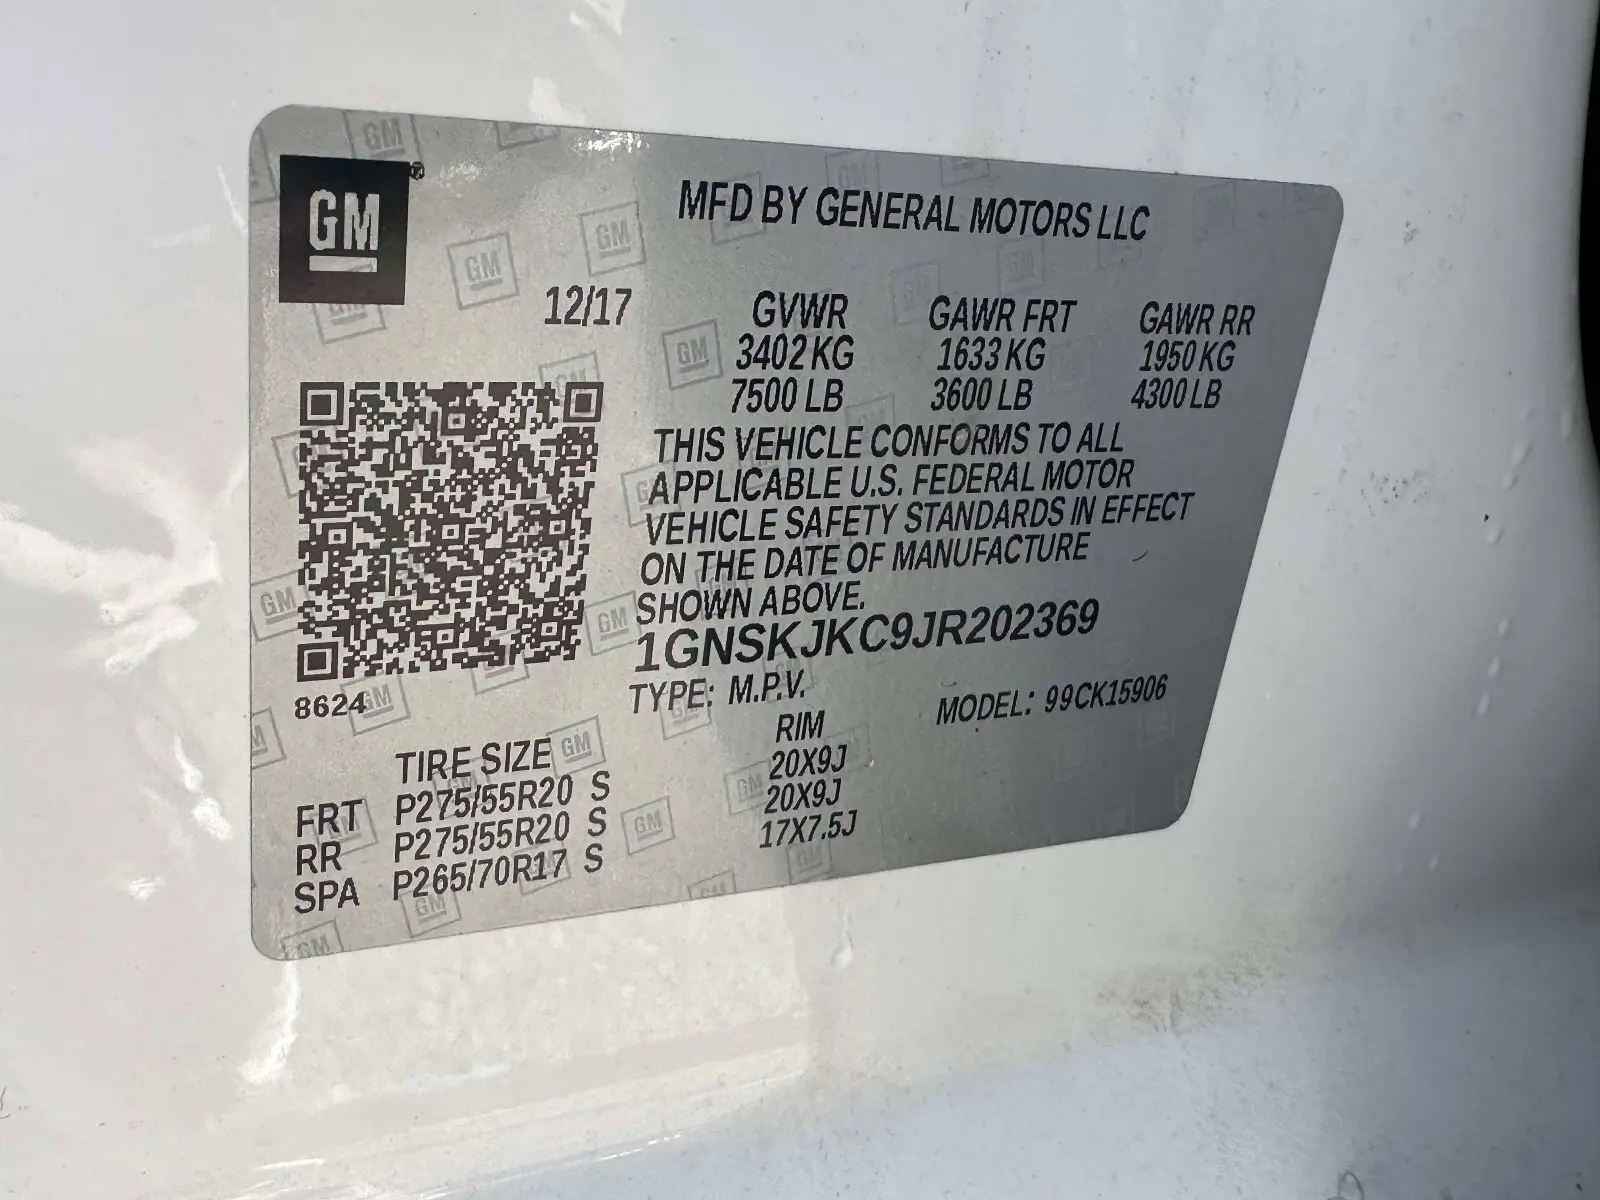 GM®
MFD BY GENERAL MOTORS LLC
12/17
GVWR GAWR FRT GAWR RR
3402 KG 1633 KG 1950 KG
7500 LB 3600 LB 4300 LB
THIS VEHICLE CONFORMS TO ALL
APPLICABLE U.S. FEDERAL MOTOR
VEHICLE SAFETY STANDARDS IN EFFECT
ON THE DATE OF MANUFACTURE
SHOWN ABOVE.
1GNSKJKC9JR202369
TYPE: M.P.V. MODEL: 99CK15906
8624
TIRE SIZE RIM
FRT P275/55R20 S 20X9J
RR P275/55R20 S 20X9J
SPA P265/70R17 S 17X7.5J